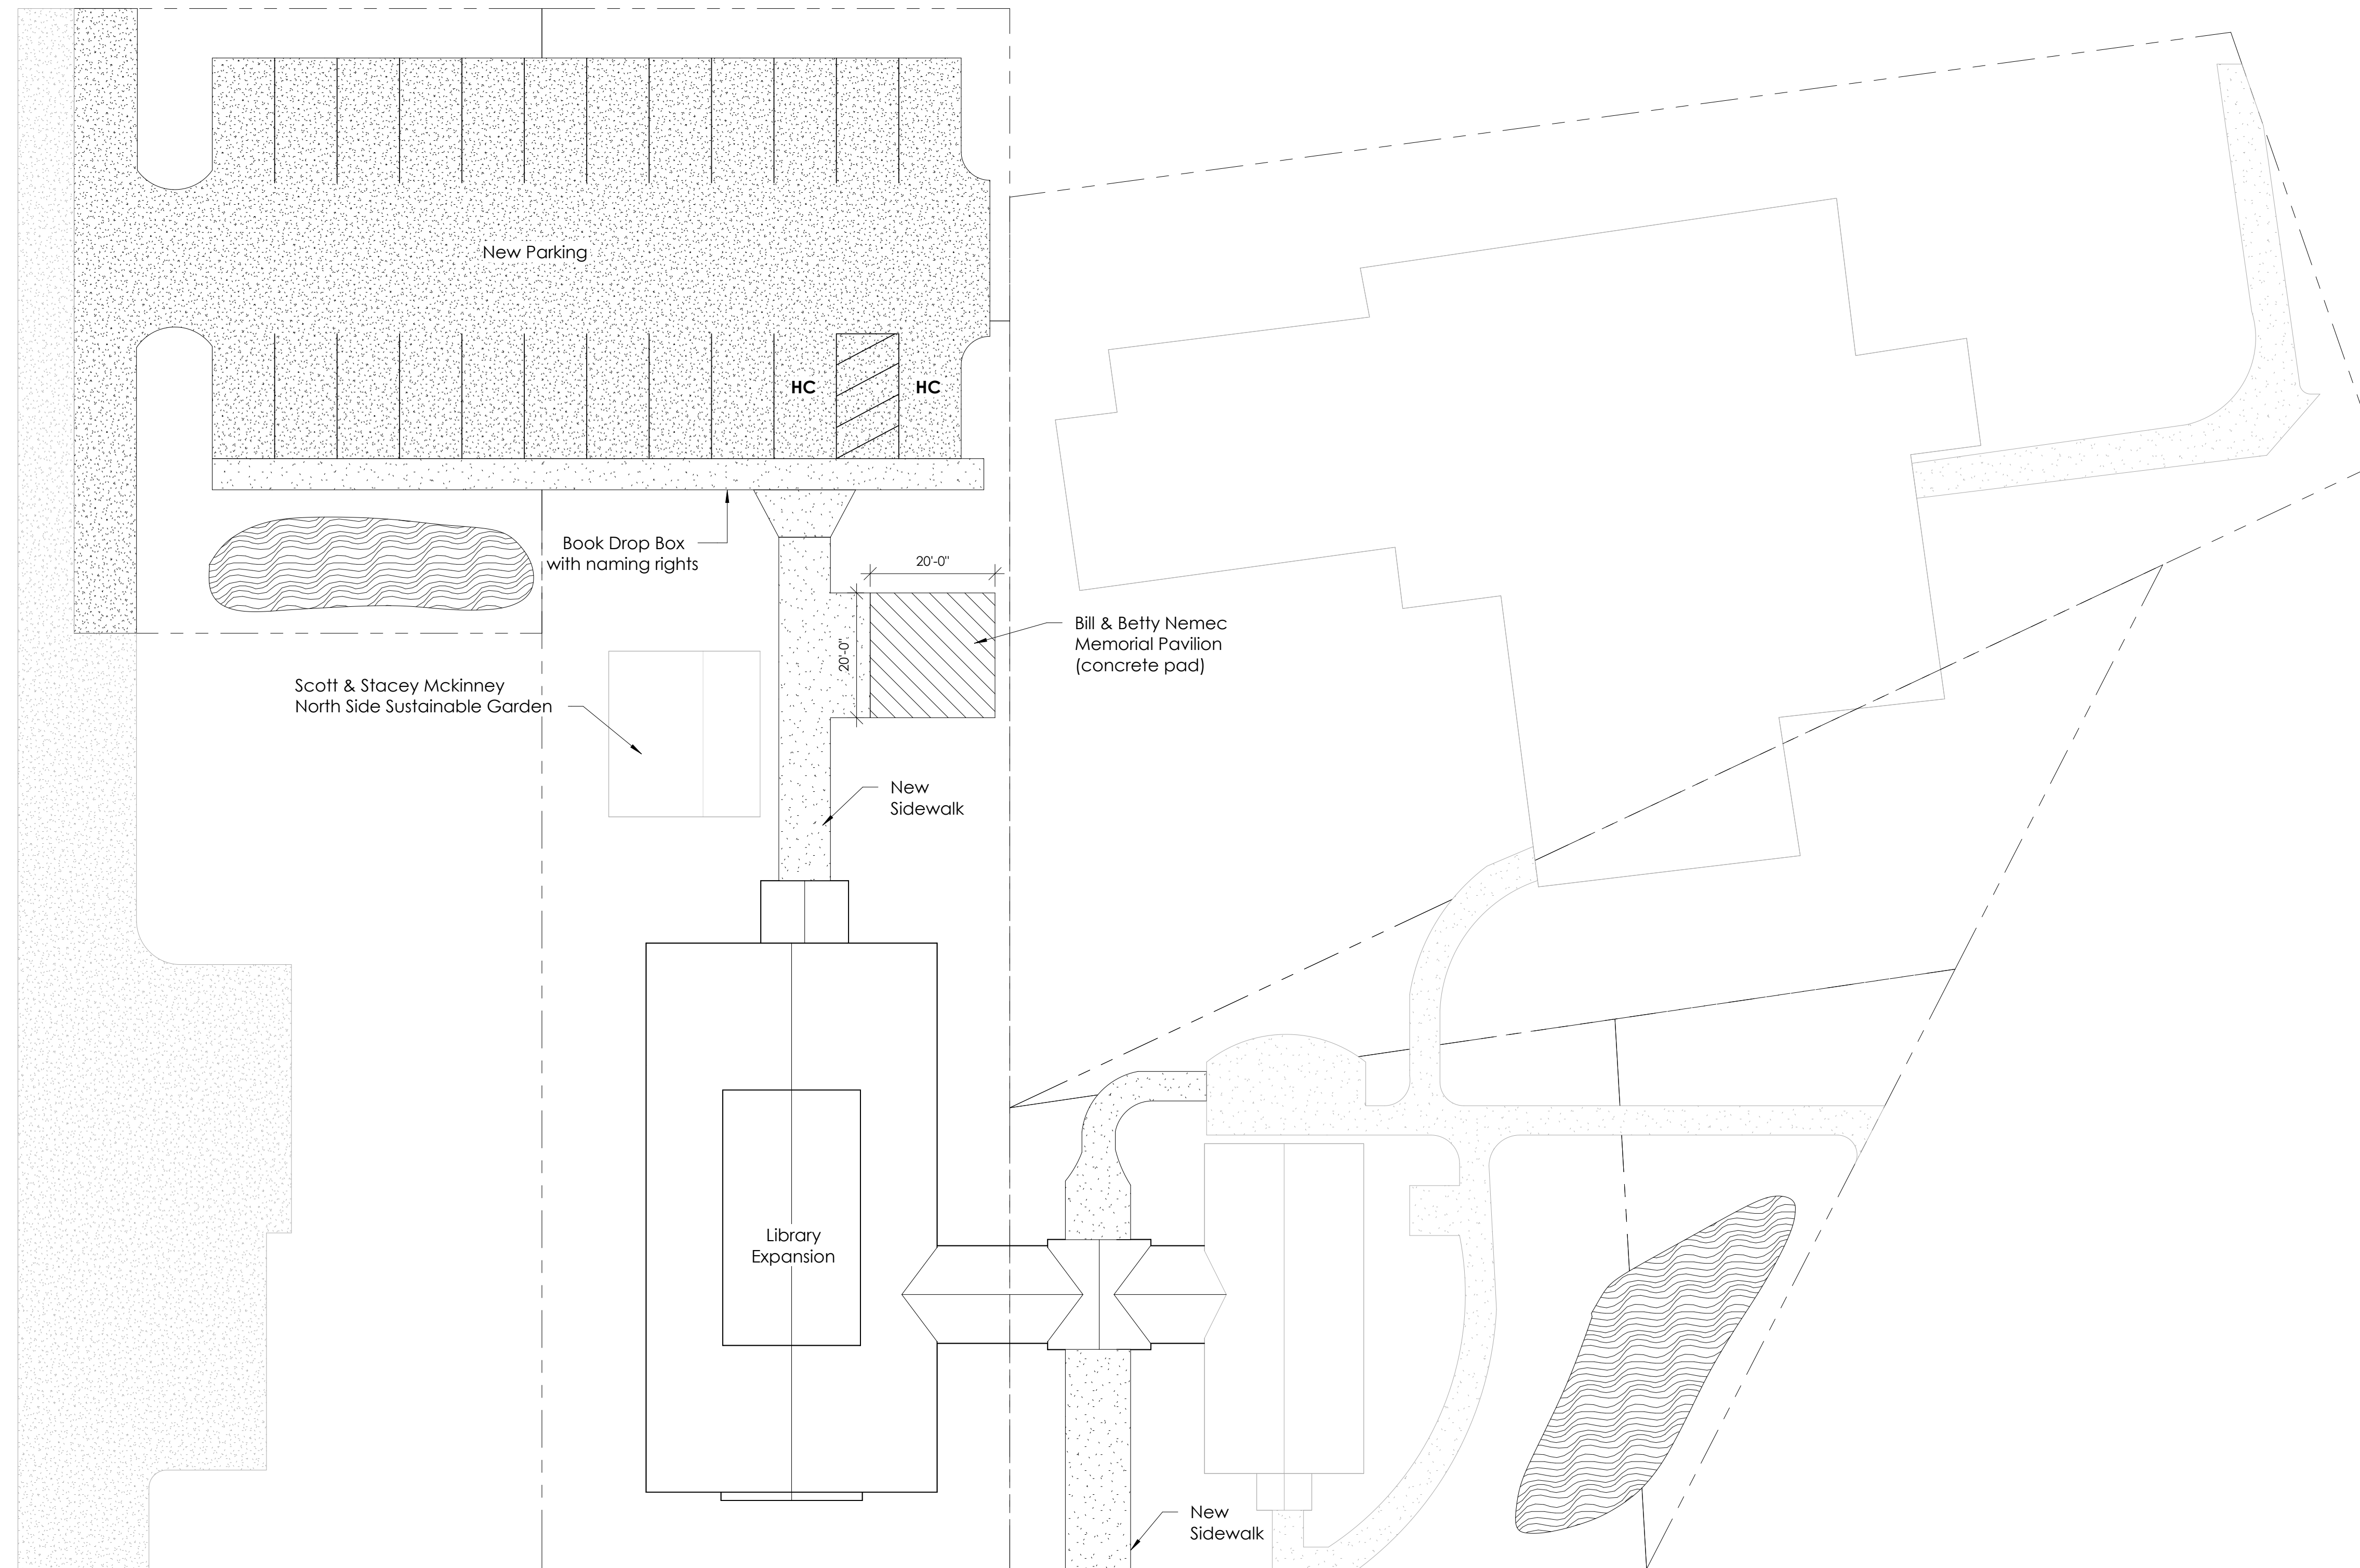 New Parking
HC
HC
Book Drop Box
with naming rights
20'-0"
20'-0"
Bill & Betty Nemec
Memorial Pavilion
(concrete pad)
Scott & Stacey Mckinney
North Side Sustainable Garden
New
Sidewalk
Library
Expansion
New
Sidewalk